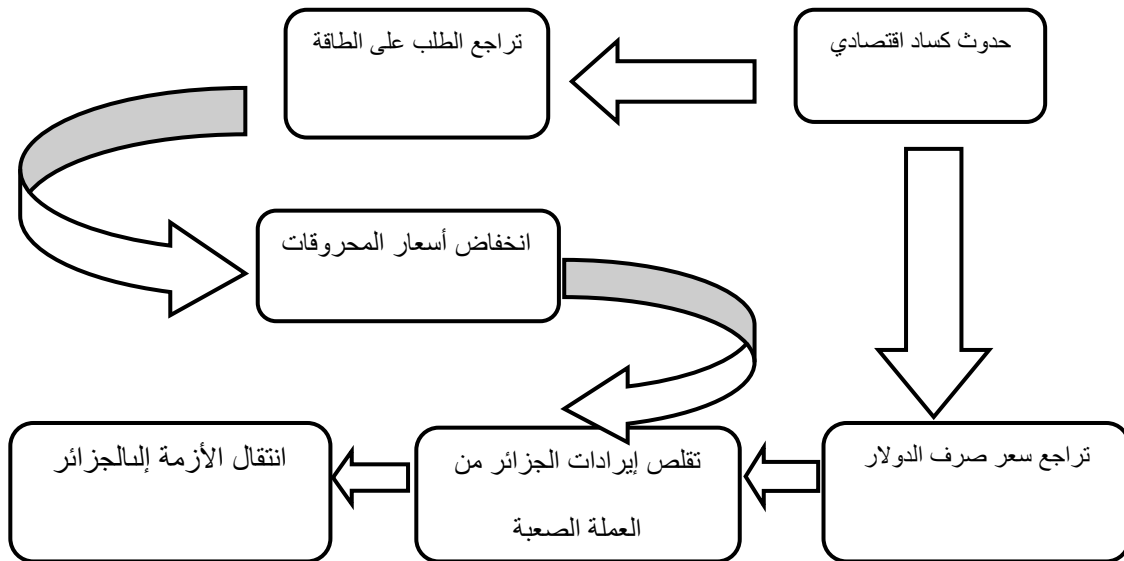 حدوث كساد اقتصادي
تراجع الطلب على الطاقة
انخفاض أسعار المحروقات
تراجع سعر صرف الدولار
تقلص إيرادات الجزائر من
العملة الصعبة
انتقال الأزمة إلىالجزائر